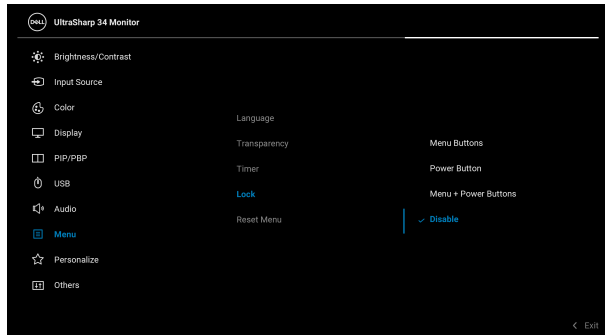 DELL UltraSharp 34 Monitor
Brightness/Contrast
Input Source
Color
Display
PIP/PBP
USB
Audio
Menu
Personalize
Others
Language
Transparency
Timer
Lock
Reset Menu
Menu Buttons
Power Button
Menu + Power Buttons
Disable
Exit